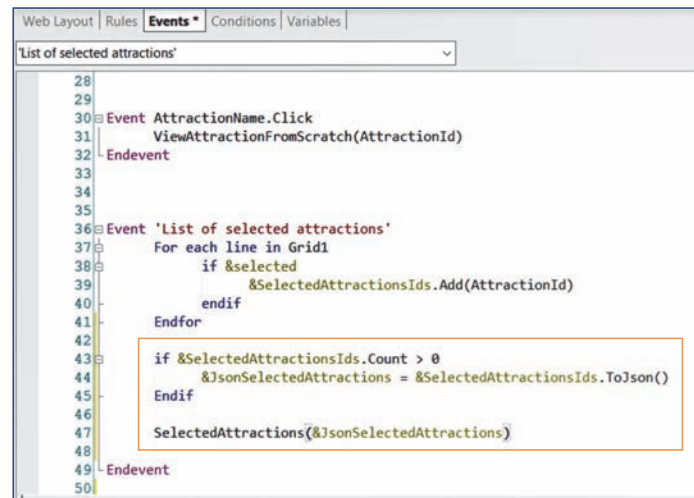 Web Layout | Rules | Events * | Conditions | Variables |
'List of selected attractions'
28
29
30 Event AttractionName.Click
31 ViewAttractionFromScratch(AttractionId)
32 Endevent
33
34
35
36 Event 'List of selected attractions'
37 For each line in Grid1
38 if &selected
39 &SelectedAttractionsIds.Add(AttractionId)
40 endif
41 Endfor
42
43 if &SelectedAttractionsIds.Count > 0
44 &JsonSelectedAttractions = &SelectedAttractionsIds.ToJson()
45 Endif
46
47 SelectedAttractions(&JsonSelectedAttractions)
48
49 Endevent
50